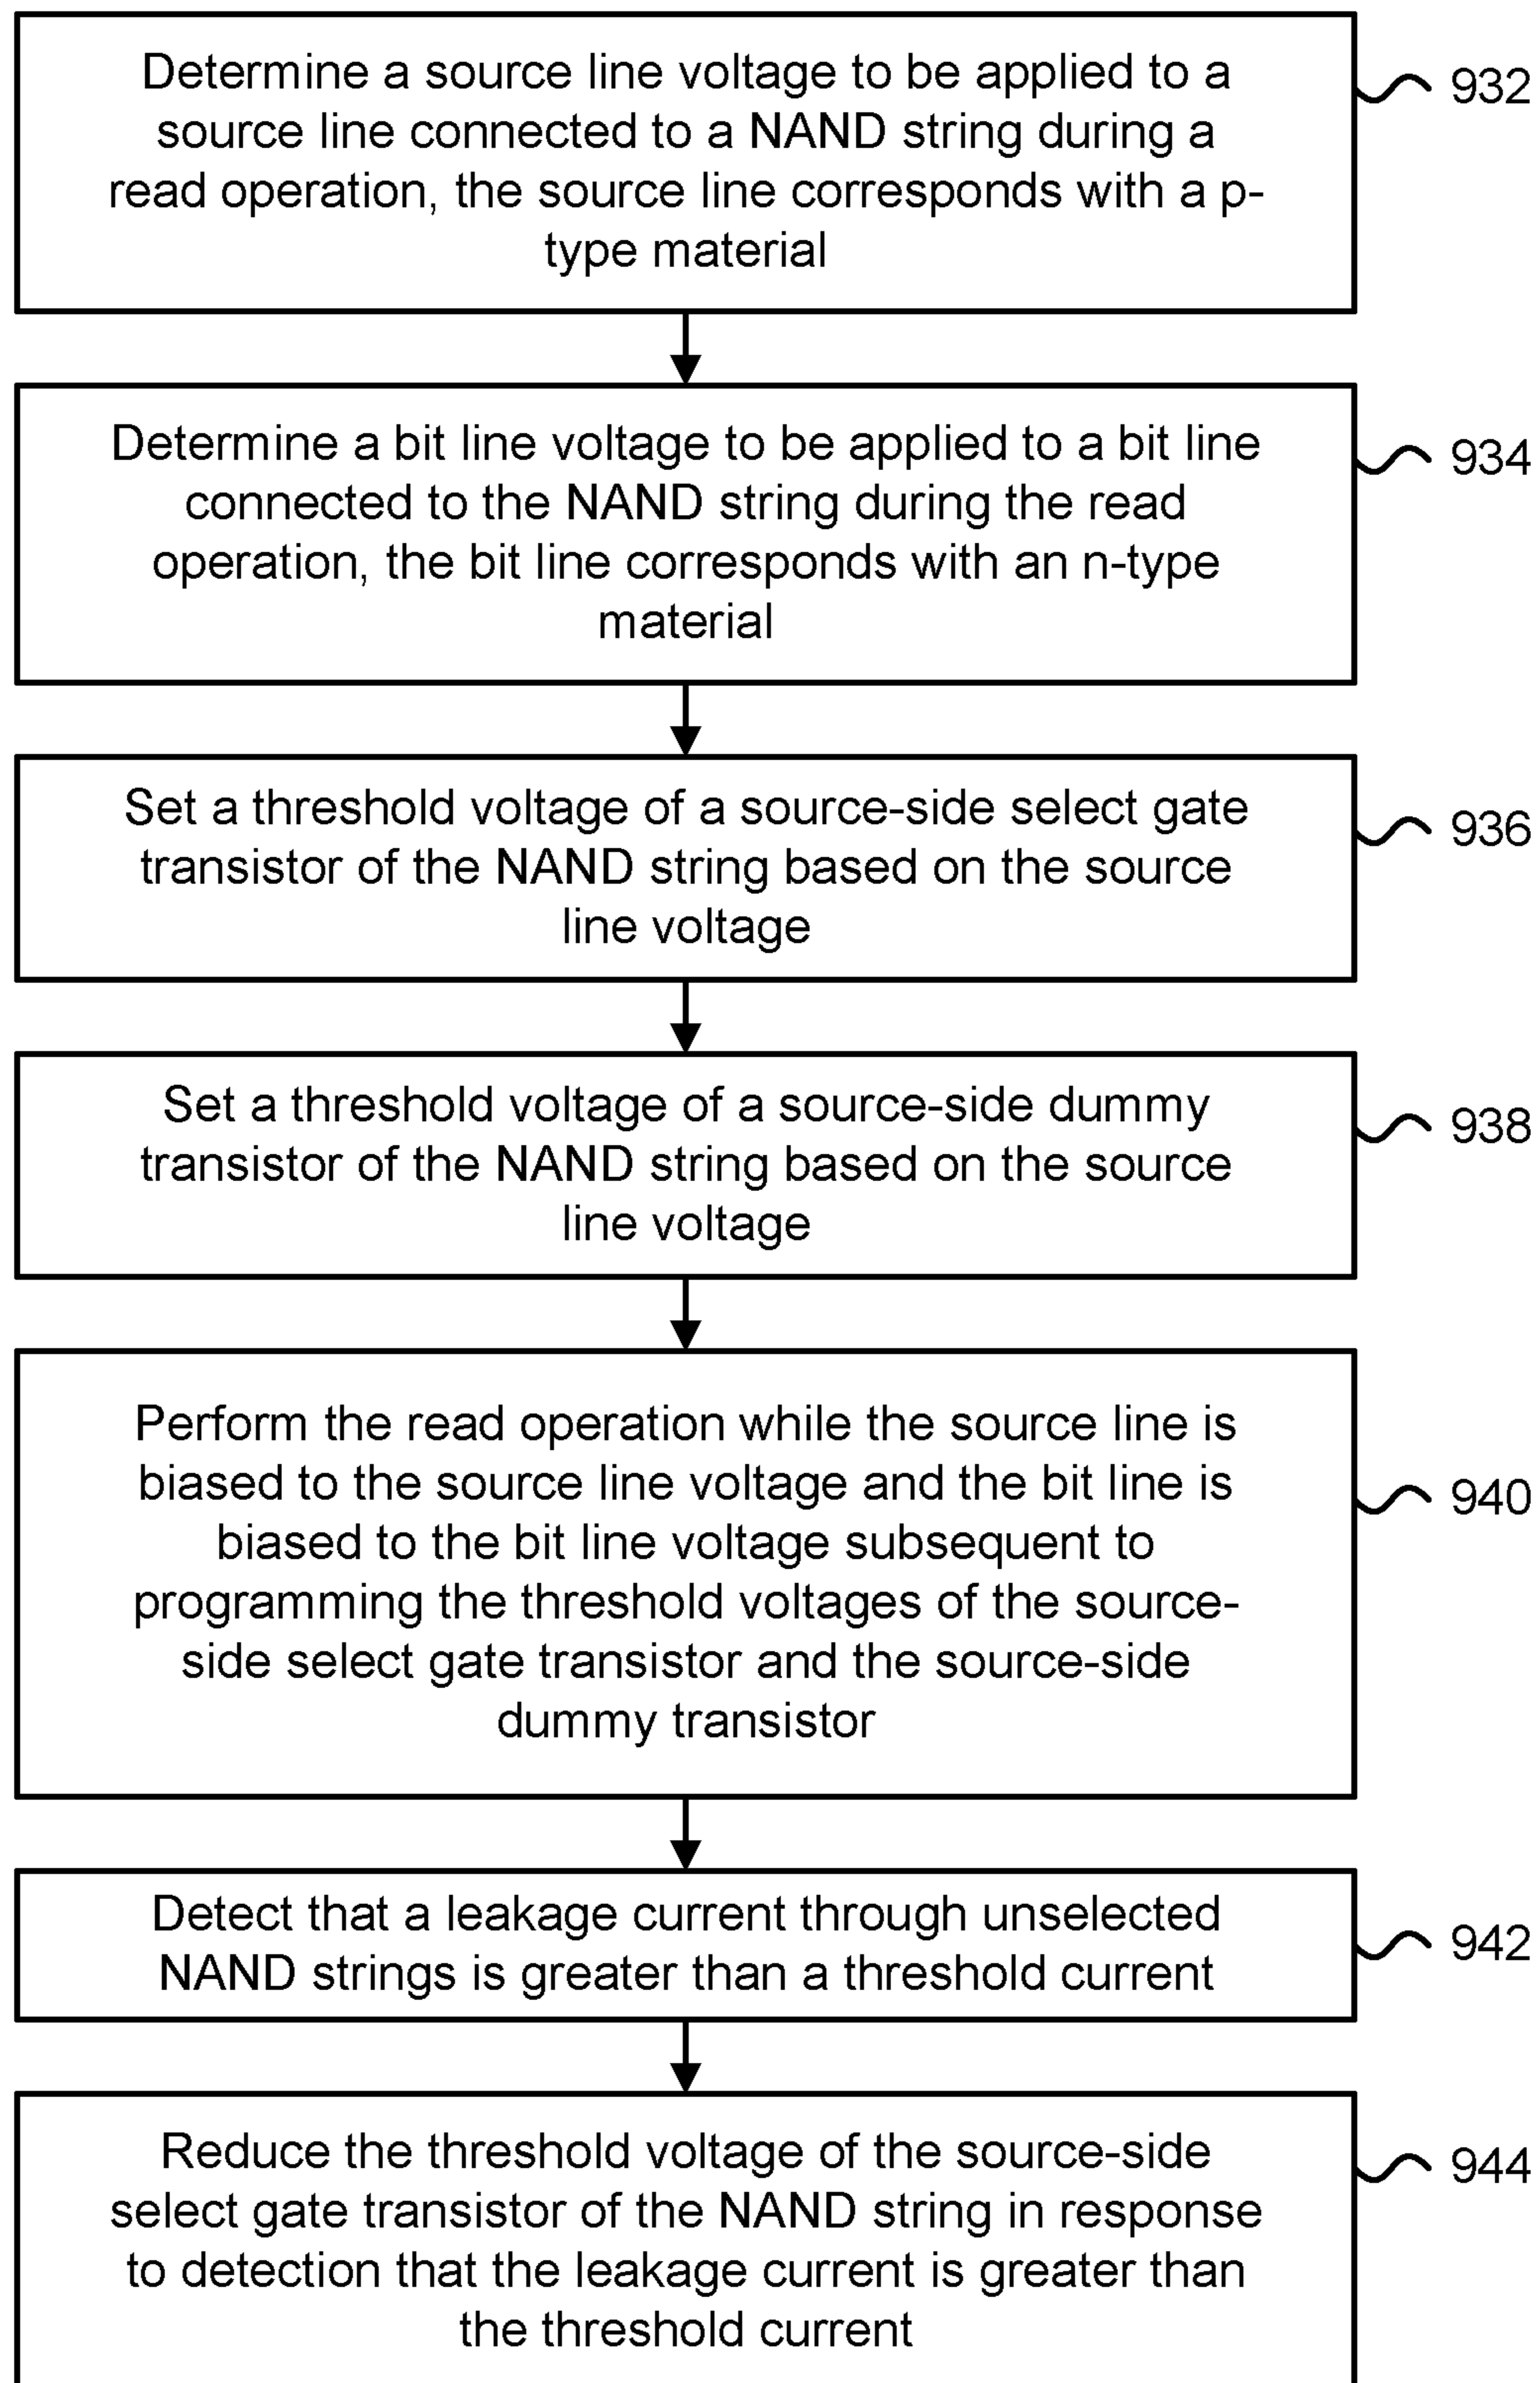 Determine a source line voltage to be applied to a
source line connected to a NAND string during a
read operation, the source line corresponds with a p-
type material
932
Determine a bit line voltage to be applied to a bit line
connected to the NAND string during the read
operation, the bit line corresponds with an n-type
material
934
Set a threshold voltage of a source-side select gate
transistor of the NAND string based on the source
line voltage
936
Set a threshold voltage of a source-side dummy
transistor of the NAND string based on the source
line voltage
938
Perform the read operation while the source line is
biased to the source line voltage and the bit line is
biased to the bit line voltage subsequent to
programming the threshold voltages of the source-
side select gate transistor and the source-side
dummy transistor
940
Detect that a leakage current through unselected
NAND strings is greater than a threshold current
942
Reduce the threshold voltage of the source-side
select gate transistor of the NAND string in response
to detection that the leakage current is greater than
the threshold current
944